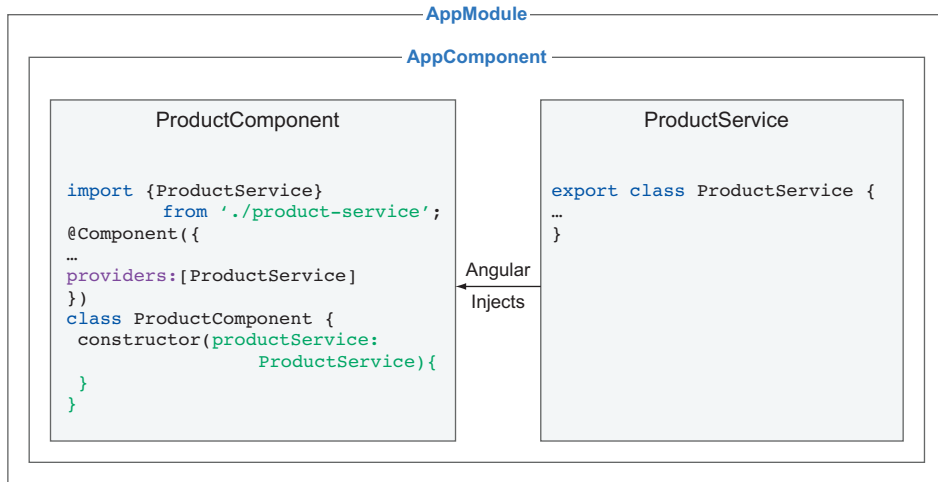 AppModule
AppComponent
ProductComponent
import {ProductService}
from ‘./product-service’;
@Component({
…
providers:[ProductService]
})
class ProductComponent {
constructor(productService:
ProductService){
}
}
Angular
Injects
ProductService
export class ProductService {
…
}